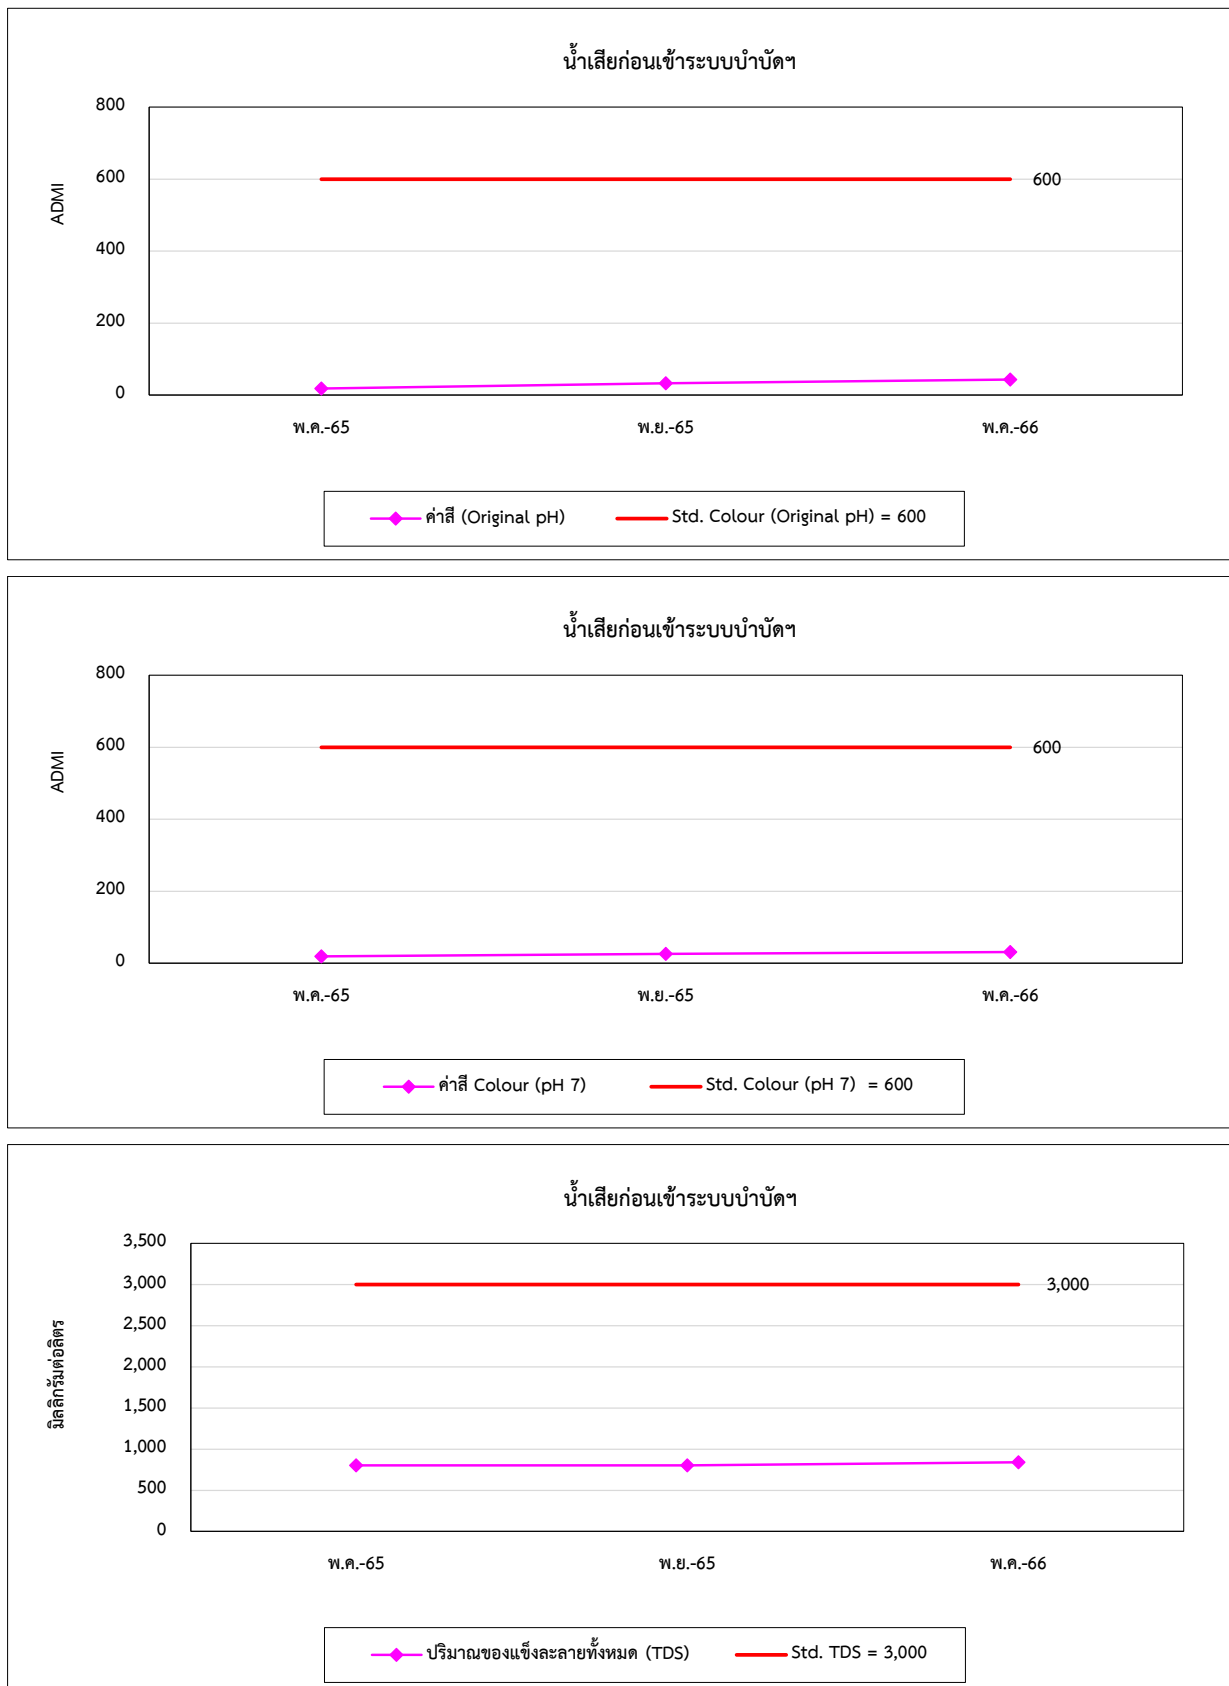 น้ำเสียก่อนเข้าระบบบำบัดฯ
800
600
400
200
0
ADMI
600
พ.ค.-65 พ.ย.-65 พ.ค.-66
ค่าสี (Original pH) Std. Colour (Original pH) = 600
น้ำเสียก่อนเข้าระบบบำบัดฯ
800
600
400
200
0
ADMI
600
พ.ค.-65 พ.ย.-65 พ.ค.-66
ค่าสี Colour (pH 7) Std. Colour (pH 7) = 600
น้ำเสียก่อนเข้าระบบบำบัดฯ
3,500
3,000
2,500
2,000
1,500
1,000
500
0
มิลลิกรัมต่อลิตร
3,000
พ.ค.-65 พ.ย.-65 พ.ค.-66
ปริมาณของแข็งละลายทั้งหมด (TDS) Std. TDS = 3,000